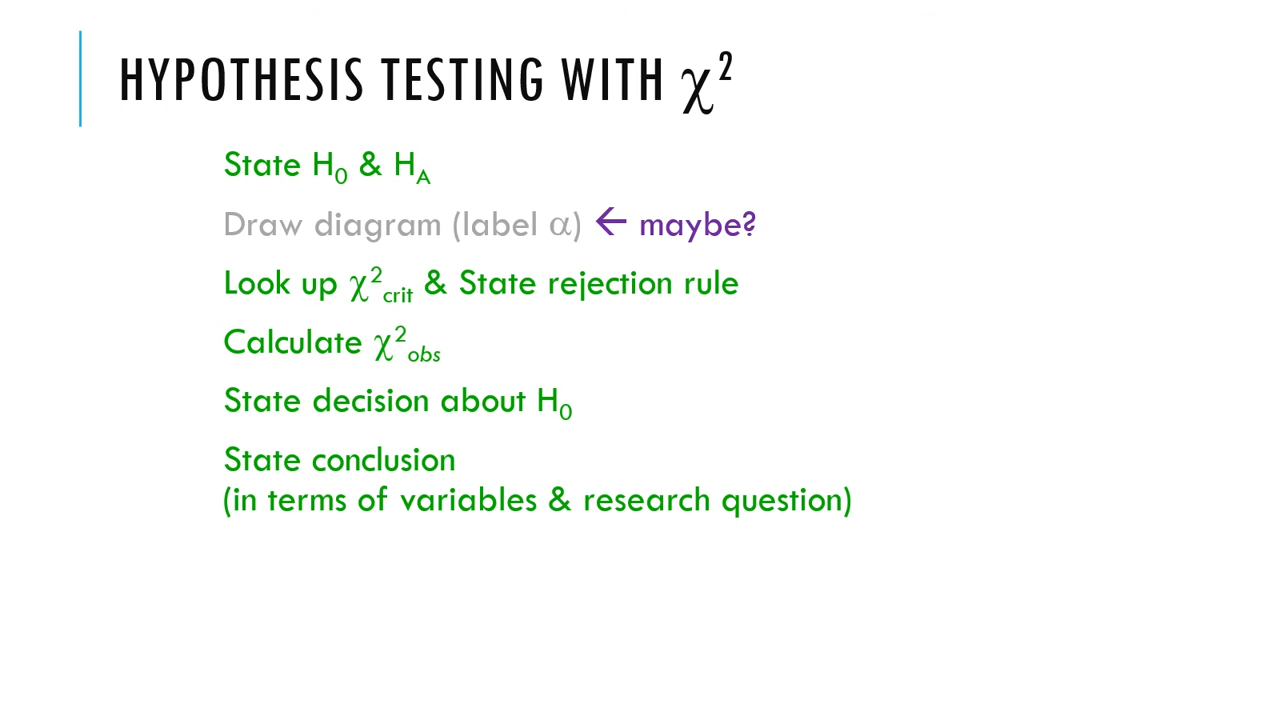 HYPOTHESIS TESTING WITH χ²
State H₀ & Hₐ
Draw diagram (label α) ← maybe?
Look up χ²crit & State rejection rule
Calculate χ²obs
State decision about H₀
State conclusion
(in terms of variables & research question)